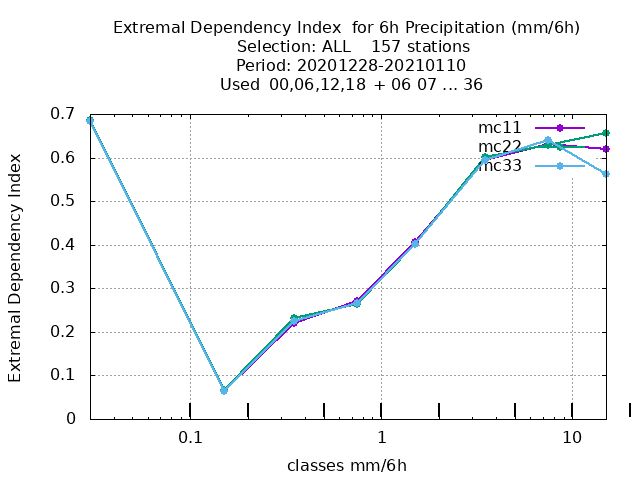 Extremal Dependency Index for 6h Precipitation (mm/6h)
Selection: ALL 157 stations
Period: 20201228-20210110
Used 00,06,12,18 + 06 07 ... 36
mc11
mc22
mc33
0.7
0.6
0.5
0.4
0.3
0.2
0.1
0
Extremal Dependency Index
0.1 1 10
classes mm/6h